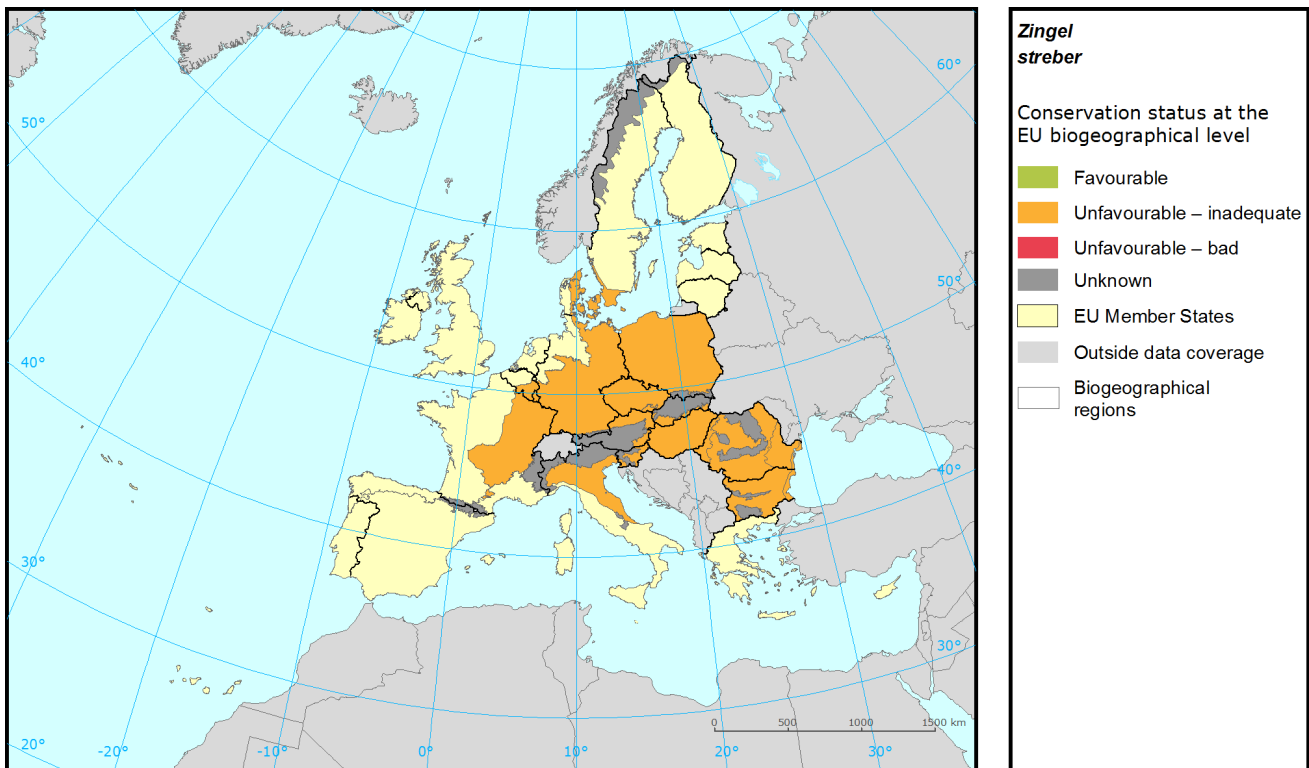 Zingel
streber
Conservation status at the
EU biogeographical level
Favourable
Unfavourable – inadequate
Unfavourable – bad
Unknown
EU Member States
Outside data coverage
Biogeographical
regions
60°
50°
50°
40°
40°
30°
30°
20°
-20°
-10°
0°
10°
20°
30°
0 500 1000 1500 km